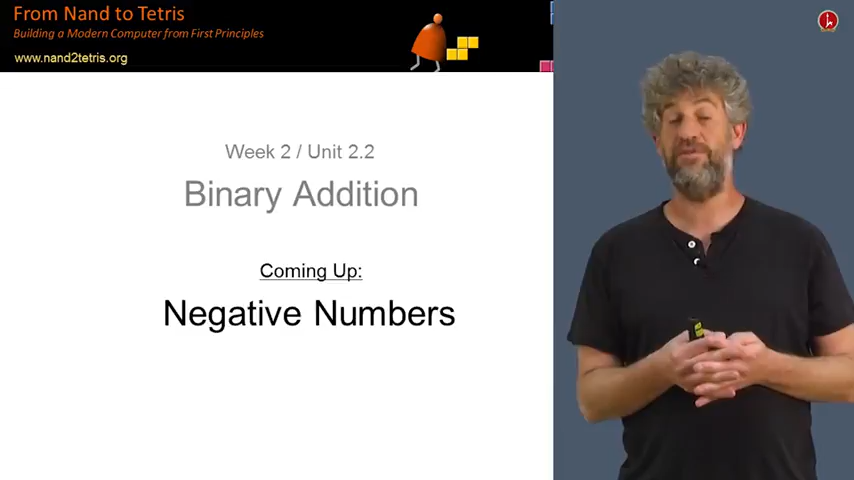 From Nand to Tetris
Building a Modern Computer from First Principles
www.nand2tetris.org
Week 2 / Unit 2.2
Binary Addition
Coming Up:
Negative Numbers